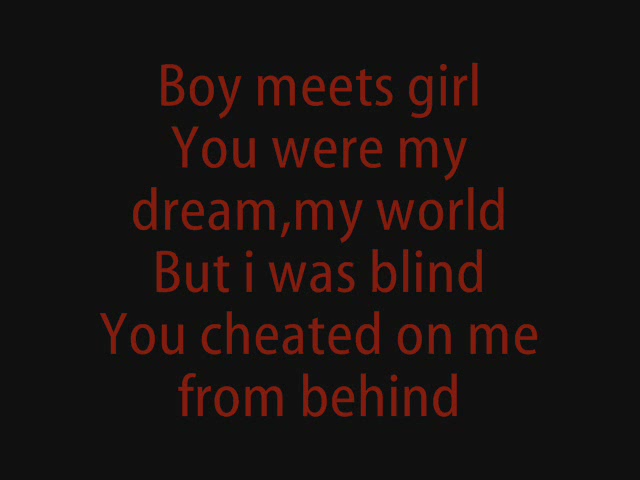 Boy meets girl
You were my
dream,my world
But i was blind
You cheated on me
from behind